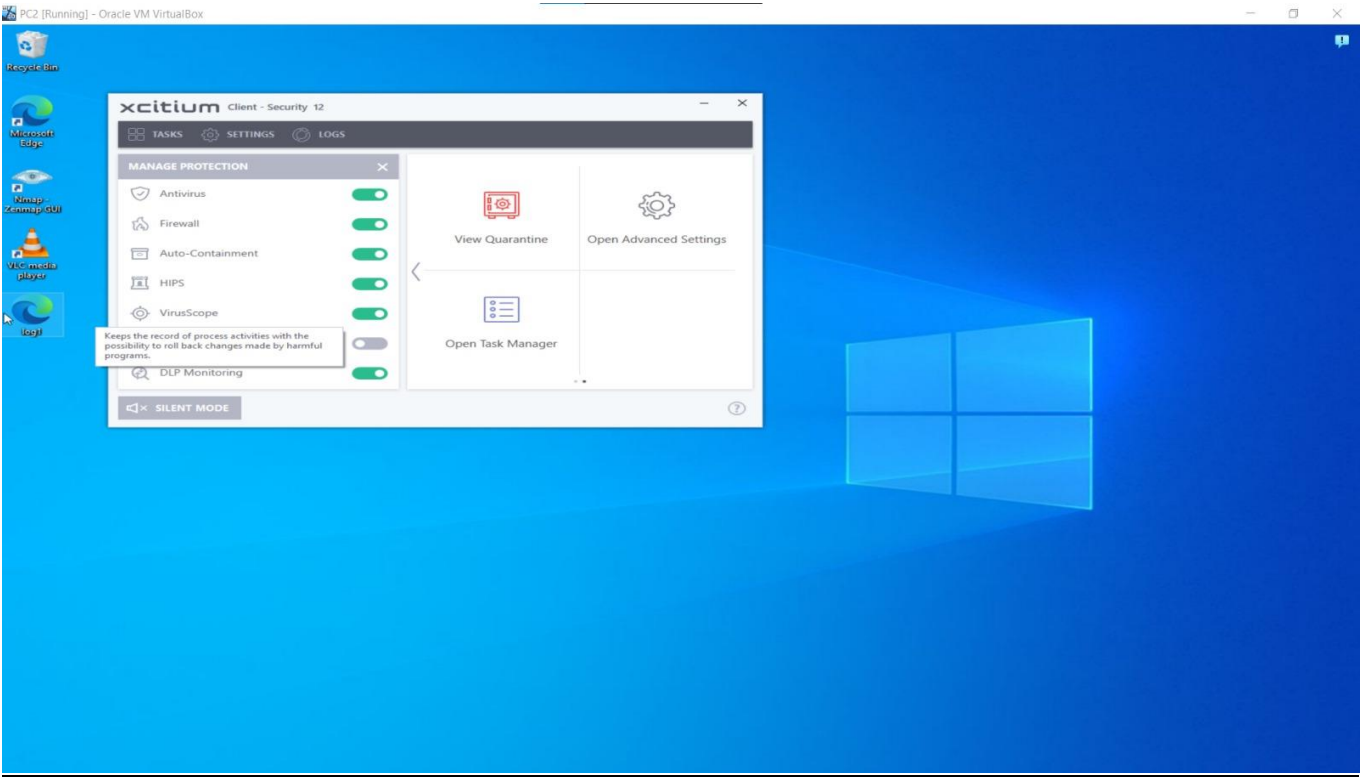 PC2 [Running] - Oracle VM VirtualBox
Recycle Bin
Microsoft
Edge
Nmap -
Zenmap GUI
VLC media
player
log1
xcitium Client - Security 12
TASKS SETTINGS LOGS
MANAGE PROTECTION
Antivirus
Firewall
Auto-Containment
HIPS
VirusScope
Keeps the record of process activities with the
possibility to roll back changes made by harmful
programs.
DLP Monitoring
View Quarantine
Open Advanced Settings
Open Task Manager
SILENT MODE